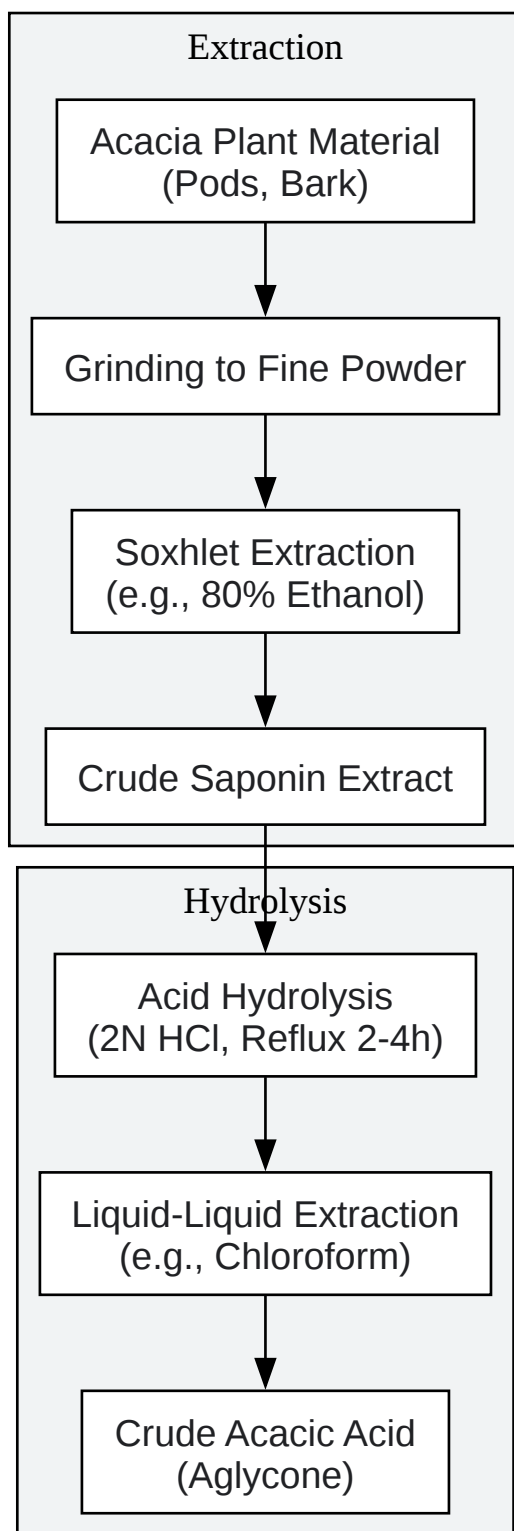 Extraction
Acacia Plant Material
(Pods, Bark)
Grinding to Fine Powder
Soxhlet Extraction
(e.g., 80% Ethanol)
Crude Saponin Extract
Hydrolysis
Acid Hydrolysis
(2N HCl, Reflux 2-4h)
Liquid-Liquid Extraction
(e.g., Chloroform)
Crude Acacic Acid
(Aglycone)